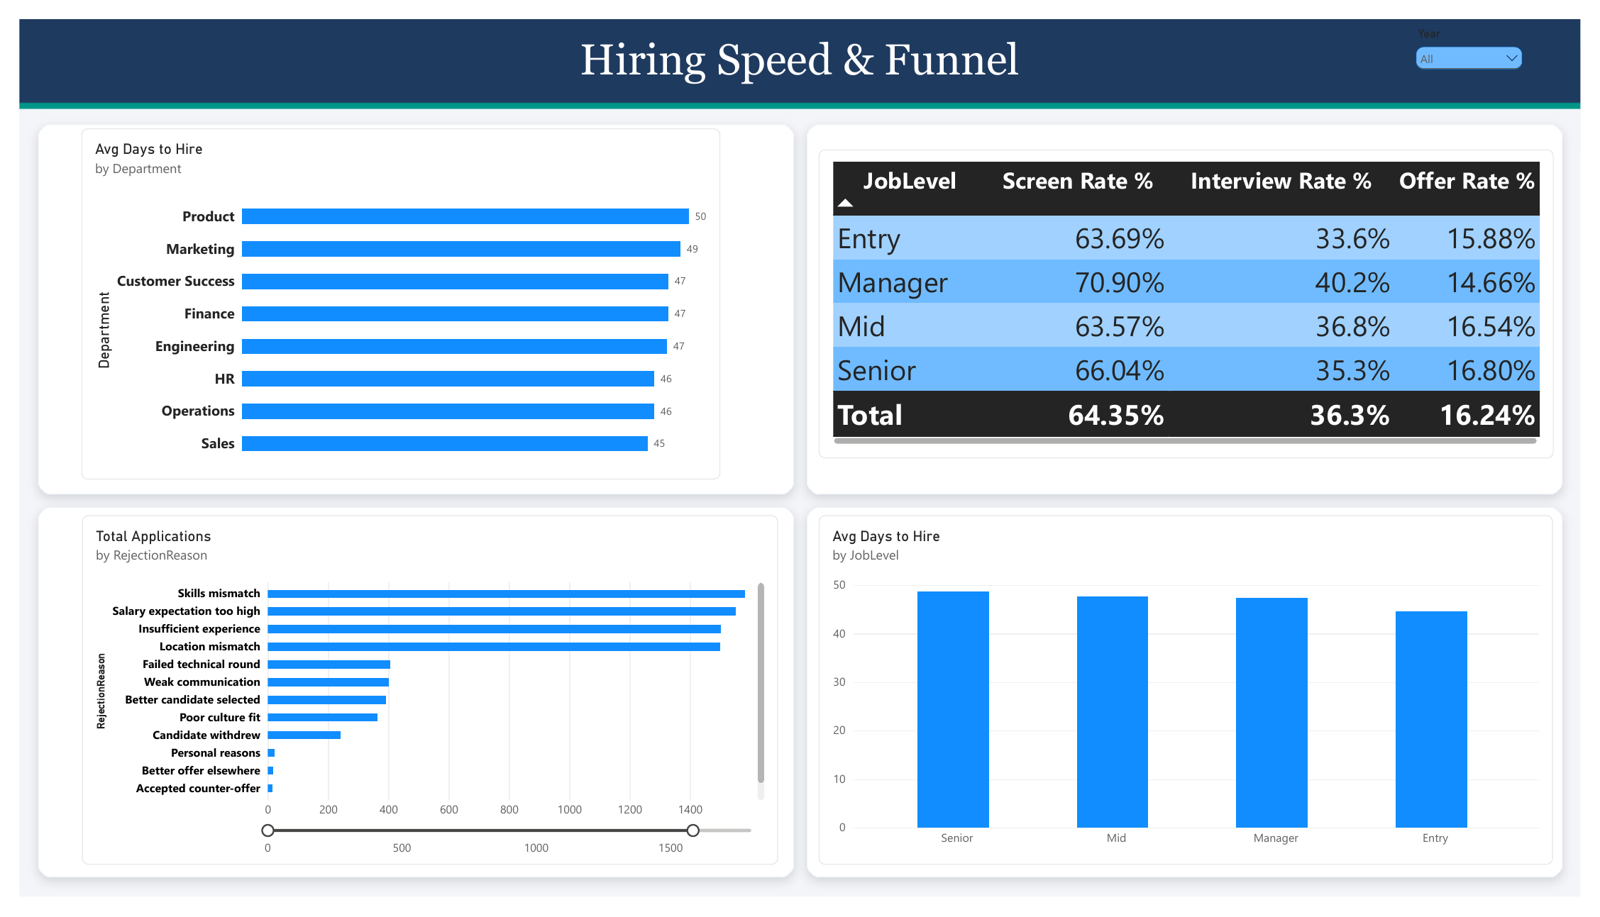 Hiring Speed & Funnel
Year
All
Avg Days to Hire
by Department
Department
Product 50
Marketing 49
Customer Success 47
Finance 47
Engineering 47
HR 46
Operations 46
Sales 45
JobLevel Screen Rate % Interview Rate % Offer Rate %
Entry 63.69% 33.6% 15.88%
Manager 70.90% 40.2% 14.66%
Mid 63.57% 36.8% 16.54%
Senior 66.04% 35.3% 16.80%
Total 64.35% 36.3% 16.24%
Total Applications
by RejectionReason
RejectionReason
Skills mismatch
Salary expectation too high
Insufficient experience
Location mismatch
Failed technical round
Weak communication
Better candidate selected
Poor culture fit
Candidate withdrew
Personal reasons
Better offer elsewhere
Accepted counter-offer
0 200 400 600 800 1000 1200 1400
0 500 1000 1500
Avg Days to Hire
by JobLevel
50
40
30
20
10
0
Senior Mid Manager Entry